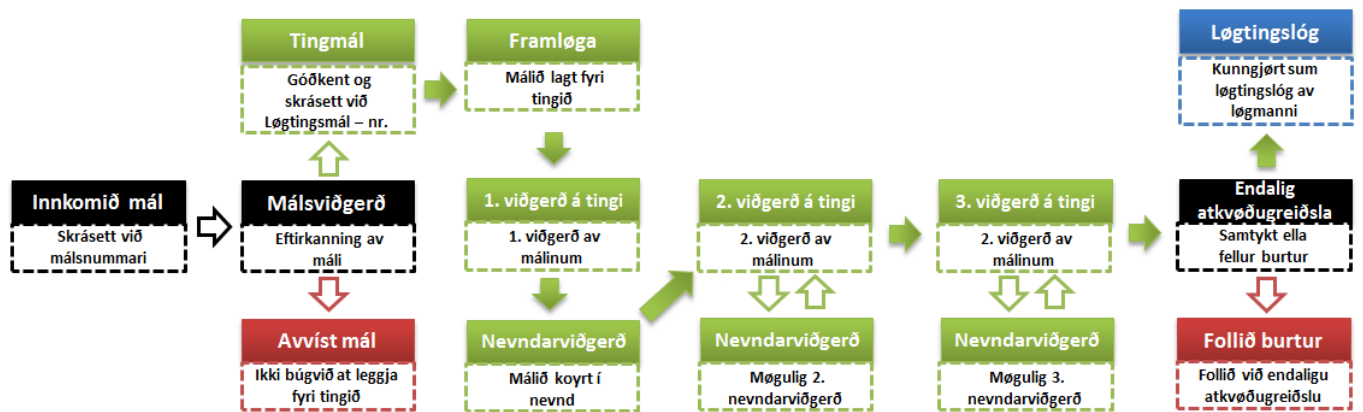 Tingmál
Góðkent og
skrásett við
Løgtingsmál – nr.
Framløga
Málið lagt fyri
tingið
Løgtingslóg
Kunngjørt sum
løgtingslóg av
løgmanni
Innkomið mál
Skrásett við
málsnummari
Málsviðgerð
Eftirkanning av
máli
1. viðgerð á tingi
1. viðgerð av
málinum
2. viðgerð á tingi
2. viðgerð av
málinum
3. viðgerð á tingi
2. viðgerð av
málinum
Endalig
atkvøðugreiðsla
Samtykt ella
fellur burtur
Avvíst mál
Ikki búgvið at leggja
fyri tingið
Nevndarviðgerð
Málið koyrt í
nevnd
Nevndarviðgerð
Møgulig 2.
nevndarviðgerð
Nevndarviðgerð
Møgulig 3.
nevndarviðgerð
Follið burtur
Follið við endaligu
atkvøðugreiðslu